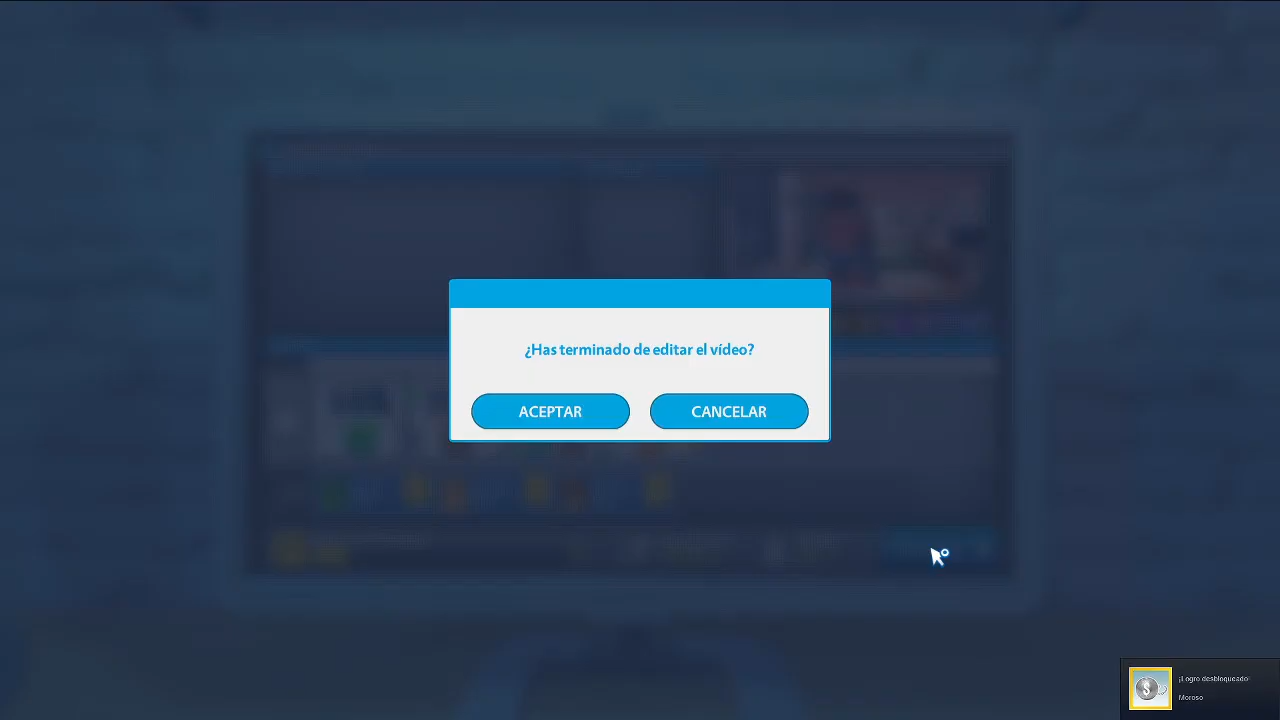 ¿Has terminado de editar el vídeo?
ACEPTAR
CANCELAR
¡Logro desbloqueado!
Moroso